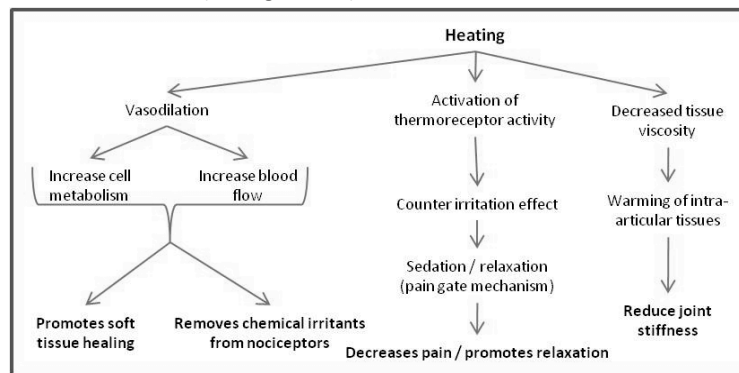 Heating
Vasodilation
Activation of
thermoreceptor activity
Decreased tissue
viscosity
Increase cell
metabolism
Increase blood
flow
Counter irritation effect
Warming of intra-
articular tissues
Sedation / relaxation
(pain gate mechanism)
Promotes soft
tissue healing
Removes chemical irritants
from nociceptors
Decreases pain / promotes relaxation
Reduce joint
stiffness